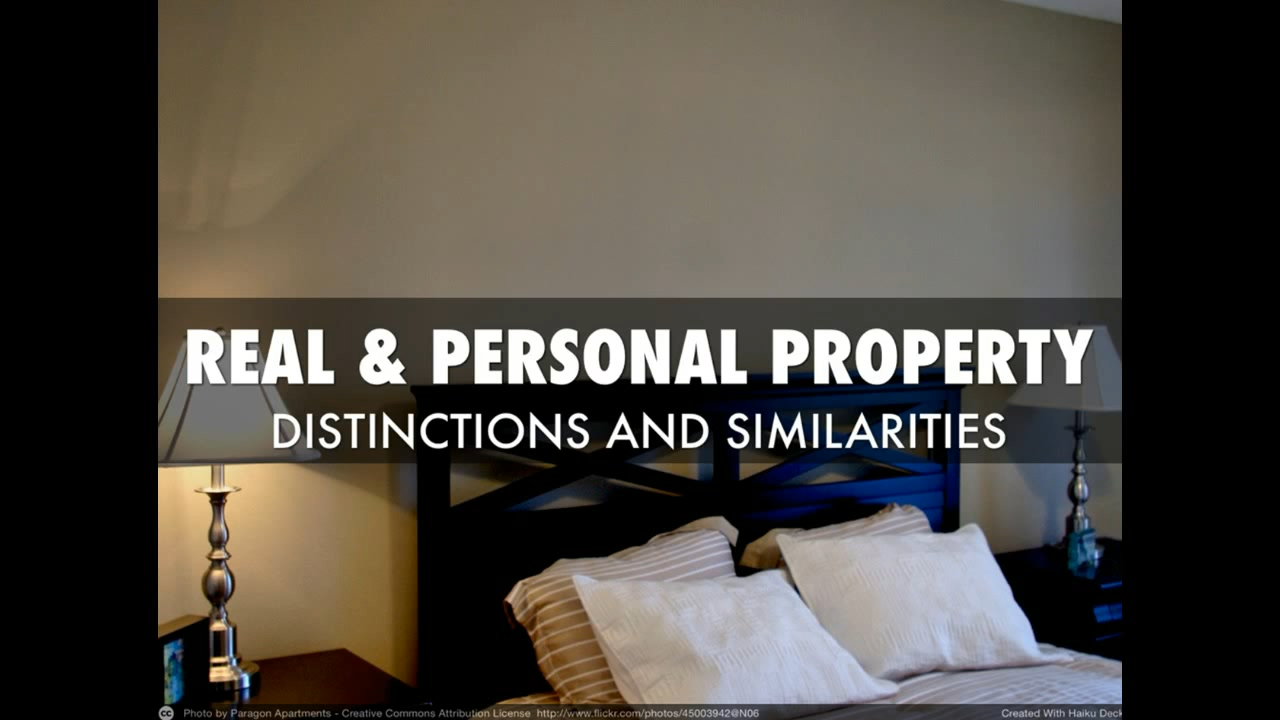 REAL & PERSONAL PROPERTY
DISTINCTIONS AND SIMILARITIES
cc Photo by Paragon Apartments - Creative Commons Attribution License http://www.flickr.com/photos/45003942@N06 Created With Haiku Deck